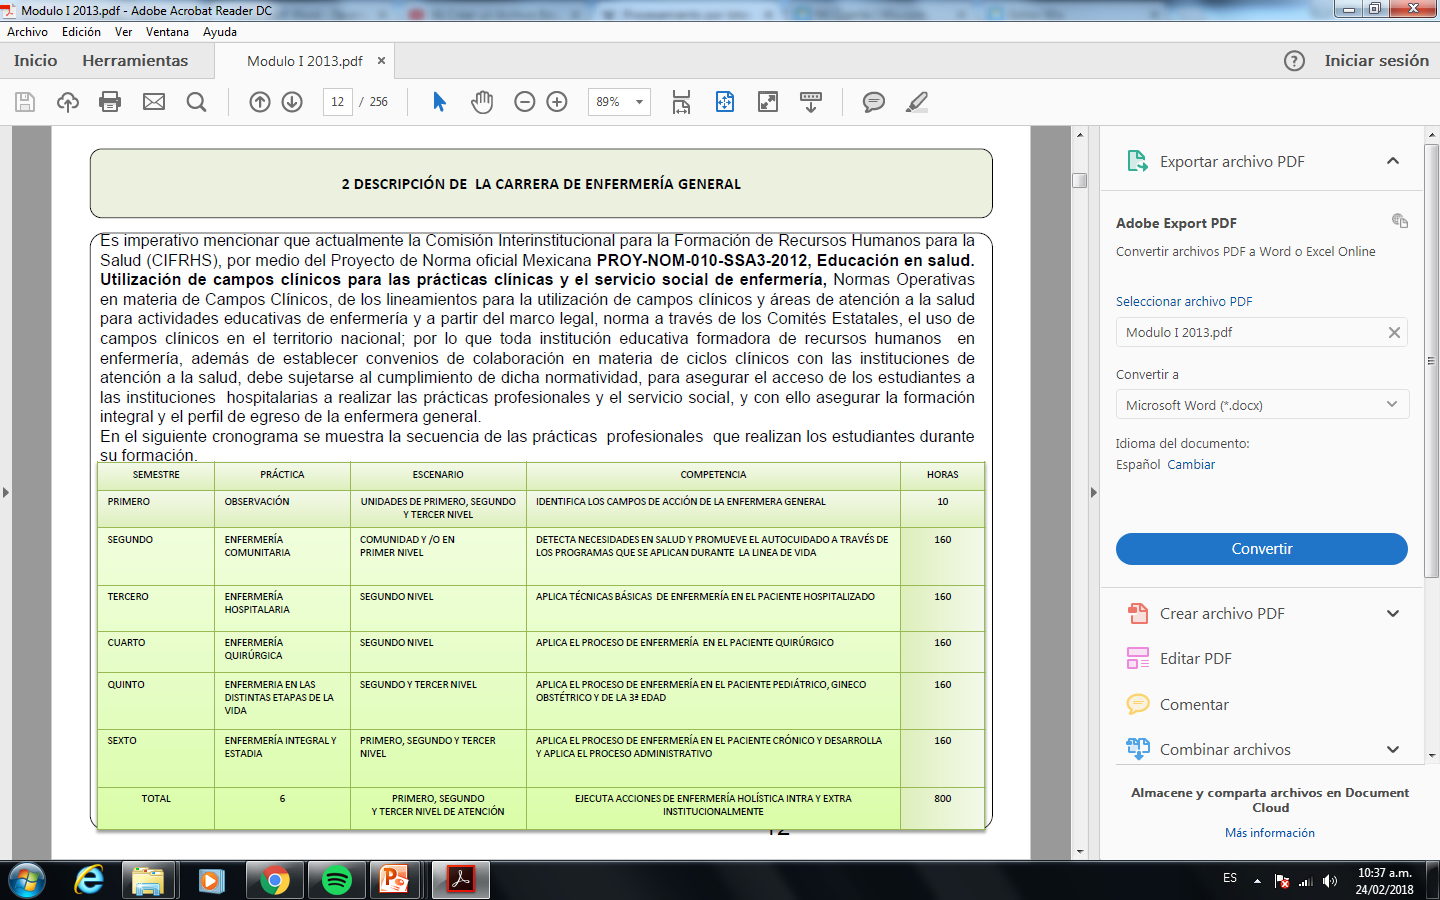 Modulo I 2013.pdf - Adobe Acrobat Reader DC
Archivo Edición Ver Ventana Ayuda
Inicio Herramientas Modulo I 2013.pdf × Iniciar sesión
12 / 256 89%
2 DESCRIPCIÓN DE LA CARRERA DE ENFERMERÍA GENERAL
Es imperativo mencionar que actualmente la Comisión Interinstitucional para la Formación de Recursos Humanos para la
Salud (CIFRHS), por medio del Proyecto de Norma oficial Mexicana PROY-NOM-010-SSA3-2012, Educación en salud.
Utilización de campos clínicos para las prácticas clínicas y el servicio social de enfermería, Normas Operativas
en materia de Campos Clínicos, de los lineamientos para la utilización de campos clínicos y áreas de atención a la salud
para actividades educativas de enfermería y a partir del marco legal, norma a través de los Comités Estatales, el uso de
campos clínicos en el territorio nacional; por lo que toda institución educativa formadora de recursos humanos en
enfermería, además de establecer convenios de colaboración en materia de ciclos clínicos con las instituciones de
atención a la salud, debe sujetarse al cumplimiento de dicha normatividad, para asegurar el acceso de los estudiantes a
las instituciones hospitalarias a realizar las prácticas profesionales y el servicio social, y con ello asegurar la formación
integral y el perfil de egreso de la enfermera general.
En el siguiente cronograma se muestra la secuencia de las prácticas profesionales que realizan los estudiantes durante
su formación.
SEMESTRE PRÁCTICA ESCENARIO COMPETENCIA HORAS
PRIMERO OBSERVACIÓN UNIDADES DE PRIMERO, SEGUNDO IDENTIFICA LOS CAMPOS DE ACCIÓN DE LA ENFERMERA GENERAL 10
Y TERCER NIVEL
SEGUNDO ENFERMERÍA COMUNIDAD Y /O EN DETECTA NECESIDADES EN SALUD Y PROMUEVE EL AUTOCUIDADO A TRAVÉS DE 160
COMUNITARIA PRIMER NIVEL LOS PROGRAMAS QUE SE APLICAN DURANTE LA LINEA DE VIDA
TERCERO ENFERMERÍA SEGUNDO NIVEL APLICA TÉCNICAS BÁSICAS DE ENFERMERÍA EN EL PACIENTE HOSPITALIZADO 160
HOSPITALARIA
CUARTO ENFERMERÍA SEGUNDO NIVEL APLICA EL PROCESO DE ENFERMERÍA EN EL PACIENTE QUIRÚRGICO 160
QUIRÚRGICA
QUINTO ENFERMERIA EN LAS SEGUNDO Y TERCER NIVEL APLICA EL PROCESO DE ENFERMERÍA EN EL PACIENTE PEDIÁTRICO, GINECO 160
DISTINTAS ETAPAS DE LA OBSTÉTRICO Y DE LA 3ª EDAD
VIDA
SEXTO ENFERMERÍA INTEGRAL Y PRIMERO, SEGUNDO Y TERCER APLICA EL PROCESO DE ENFERMERÍA EN EL PACIENTE CRÓNICO Y DESARROLLA 160
ESTADIA NIVEL Y APLICA EL PROCESO ADMINISTRATIVO
TOTAL 6 PRIMERO, SEGUNDO EJECUTA ACCIONES DE ENFERMERÍA HOLÍSTICA INTRA Y EXTRA 800
Y TERCER NIVEL DE ATENCIÓN INSTITUCIONALMENTE
12
Exportar archivo PDF
Adobe Export PDF
Convertir archivos PDF a Word o Excel Online
Seleccionar archivo PDF
Modulo I 2013.pdf
Convertir a
Microsoft Word (*.docx)
Idioma del documento:
Español Cambiar
Convertir
Crear archivo PDF
Editar PDF
Comentar
Combinar archivos
Almacene y comparta archivos en Document
Cloud
Más información
ES
10:37 a.m.
24/02/2018